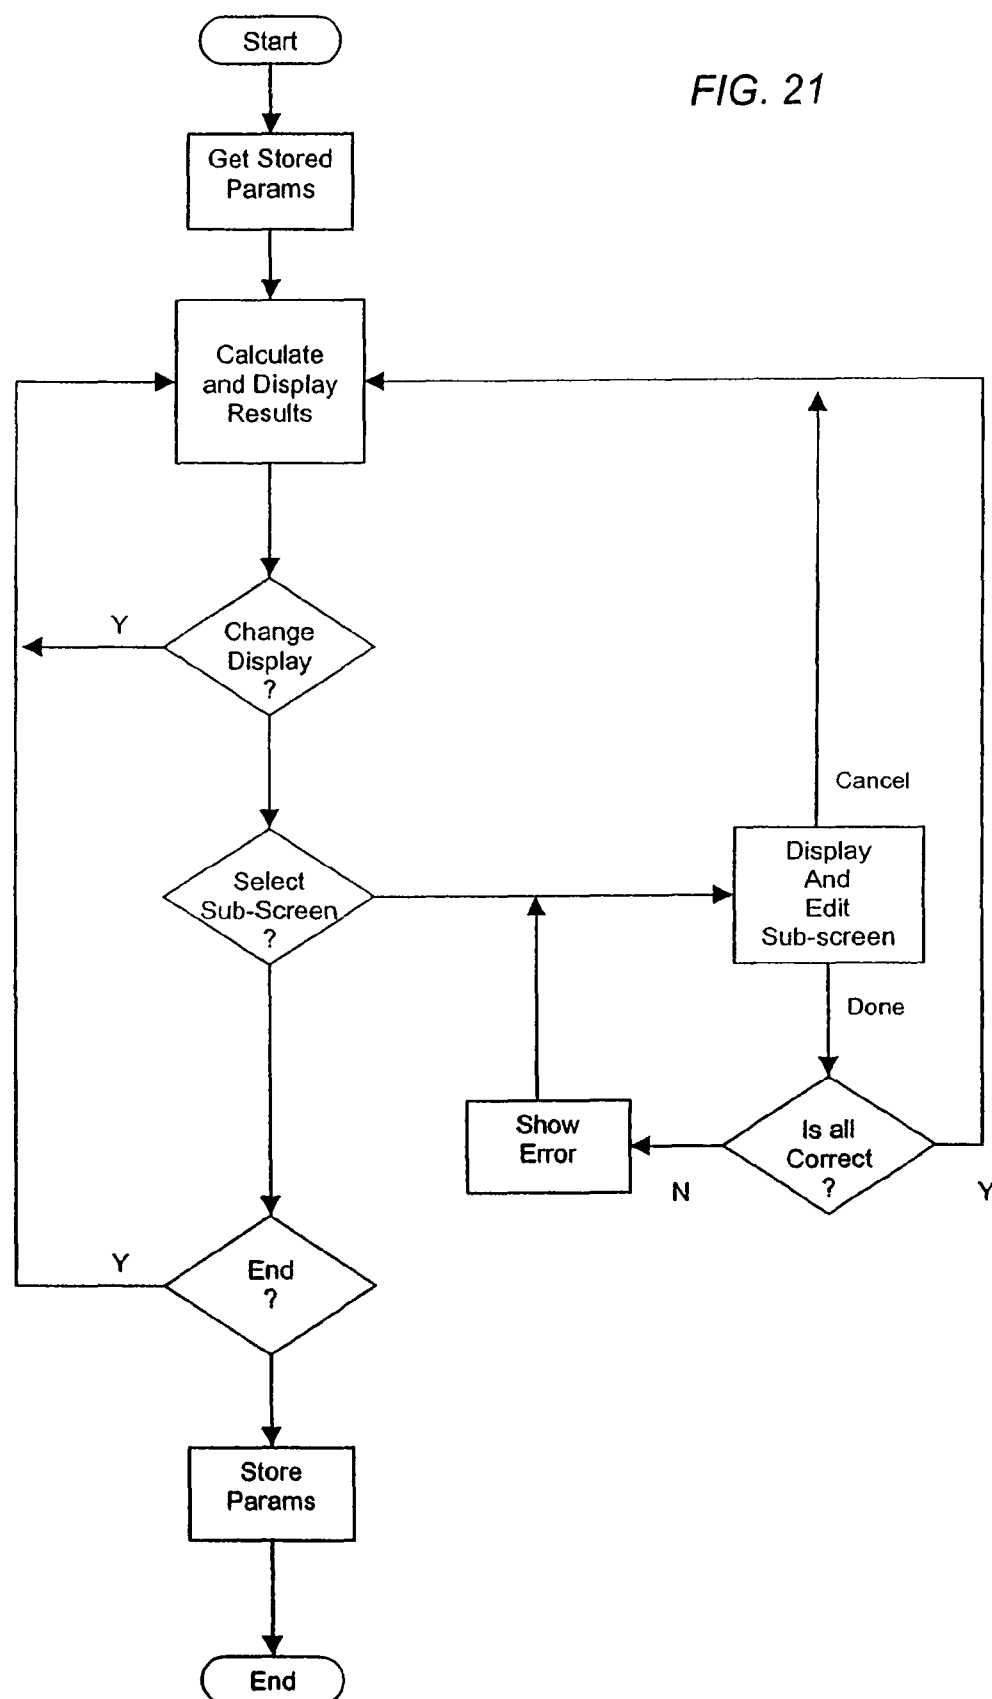 Start
FIG. 21
Get Stored
Params
Calculate
and Display
Results
Y
Change
Display
?
Cancel
Select
Sub-Screen
?
Display
And
Edit
Sub-screen
Done
Show
Error
Is all
Correct
?
N
Y
Y
End
?
Store
Params
End